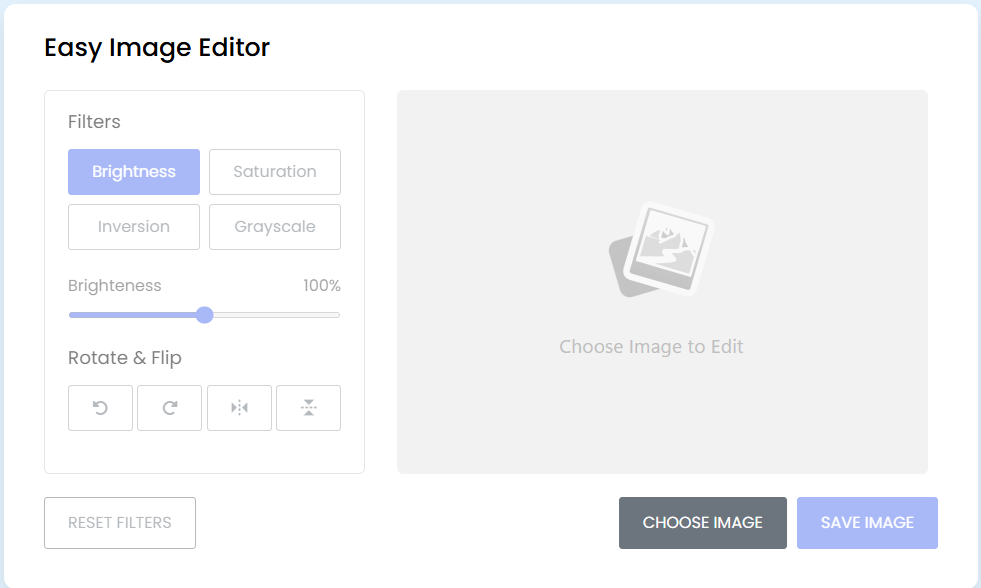 Easy Image Editor
Filters
Brightness
Saturation
Inversion
Grayscale
Brighteness 100%
Rotate & Flip
Choose Image to Edit
RESET FILTERS
CHOOSE IMAGE
SAVE IMAGE